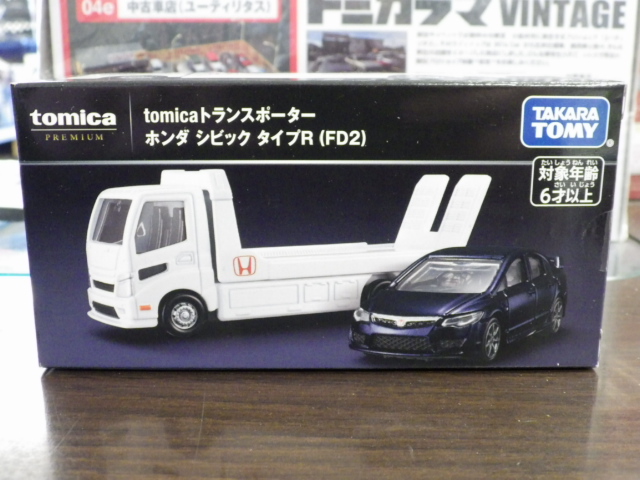 04e 中古車店(ユーティリタス)
トミカラマ VINTAGE
tomica
PREMIUM
tomicaトランスポーター
ホンダ シビック タイプR (FD2)
TAKARA
TOMY
たいしょうねんれい
対象年齢
さいいじょう
6才以上